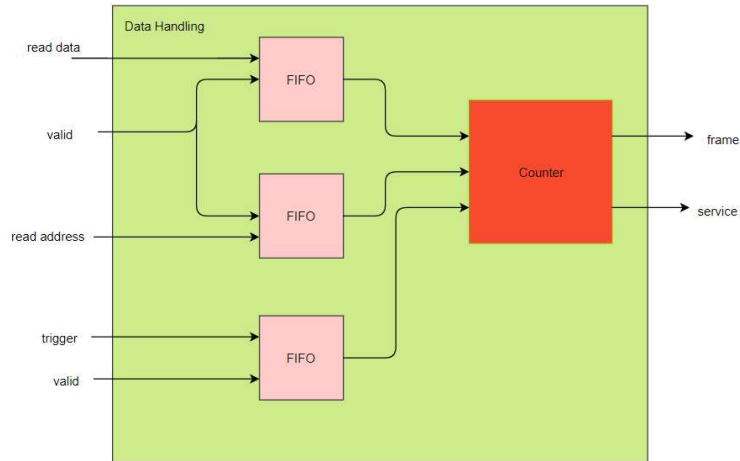 Data Handling
read data
FIFO
valid
frame
Counter
FIFO
service
read address
trigger
FIFO
valid